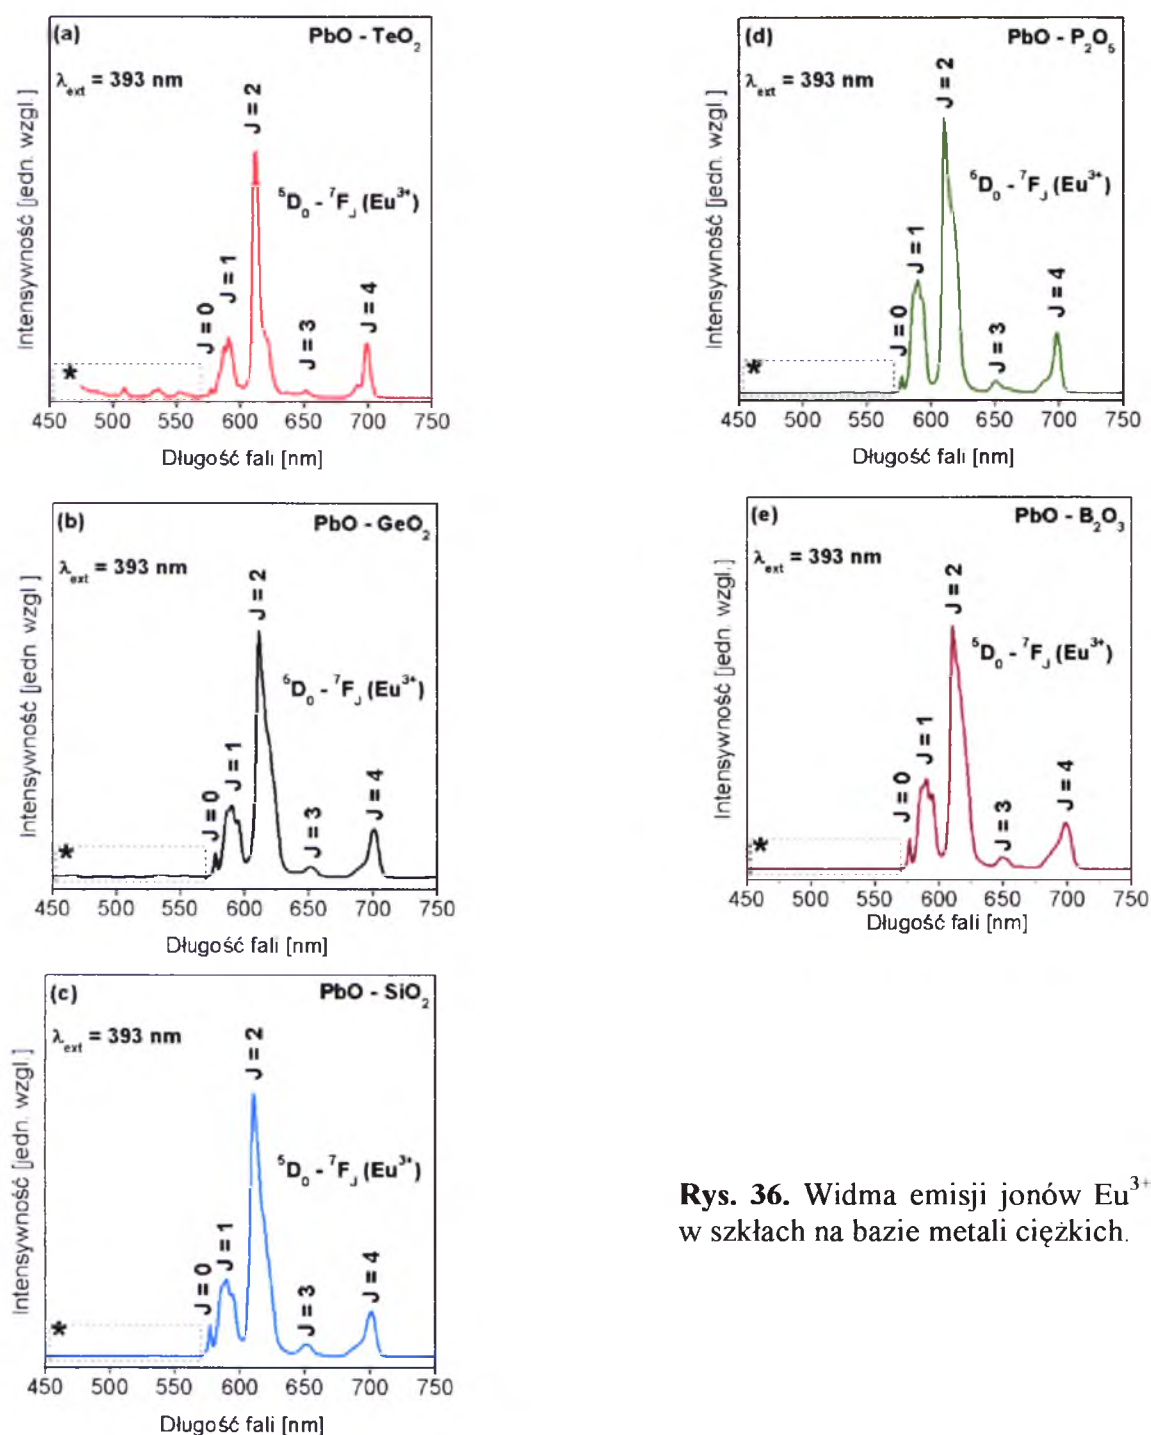 (a) PbO - TeO₂
λext = 393 nm
J = 2
⁵D₀ - ⁷F_J (Eu³⁺)
J = 0
J = 1
J = 3
J = 4
*
Intensywność [jedn. wzgl.]
450 500 550 600 650 700 750
Długość fali [nm]
(b) PbO - GeO₂
λext = 393 nm
J = 2
⁵D₀ - ⁷F_J (Eu³⁺)
J = 0
J = 1
J = 3
J = 4
*
Intensywność [jedn. wzgl.]
450 500 550 600 650 700 750
Długość fali [nm]
(c) PbO - SiO₂
λext = 393 nm
J = 2
⁵D₀ - ⁷F_J (Eu³⁺)
J = 0
J = 1
J = 3
J = 4
*
Intensywność [jedn. wzgl.]
450 500 550 600 650 700 750
Długość fali [nm]
(d) PbO - P₂O₅
λext = 393 nm
J = 2
⁵D₀ - ⁷F_J (Eu³⁺)
J = 0
J = 1
J = 3
J = 4
*
Intensywność [jedn. wzgl.]
450 500 550 600 650 700 750
Długość fali [nm]
(e) PbO - B₂O₃
λext = 393 nm
J = 2
⁵D₀ - ⁷F_J (Eu³⁺)
J = 0
J = 1
J = 3
J = 4
*
Intensywność [jedn. wzgl.]
450 500 550 600 650 700 750
Długość fali [nm]
Rys. 36. Widma emisji jonów Eu³⁺
w szkłach na bazie metali ciężkich.